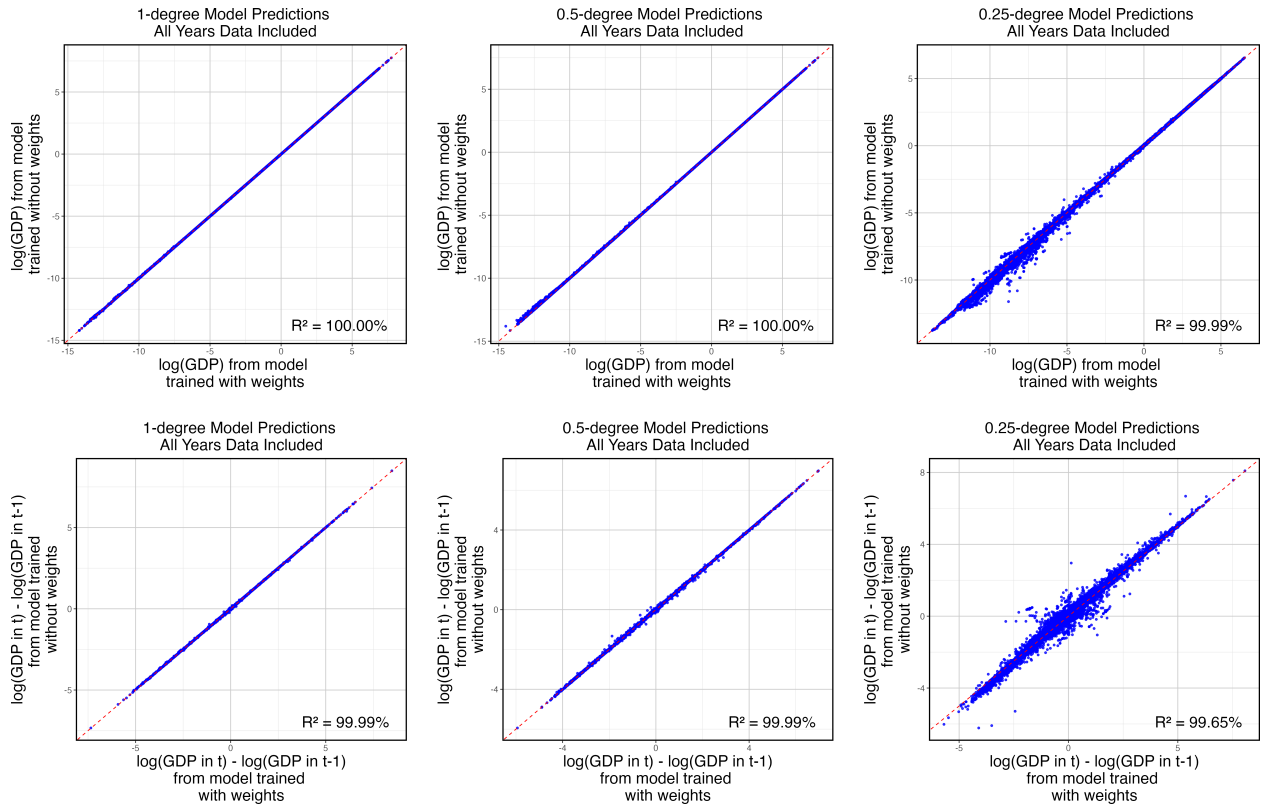 1-degree Model Predictions
All Years Data Included
log(GDP) from model
trained without weights
5
0
-5
-10
-15
R² = 100.00%
-15
-10
-5
0
5
log(GDP) from model
trained with weights
0.5-degree Model Predictions
All Years Data Included
log(GDP) from model
trained without weights
5
0
-5
-10
-15
R² = 100.00%
-15
-10
-5
0
5
log(GDP) from model
trained with weights
0.25-degree Model Predictions
All Years Data Included
log(GDP) from model
trained without weights
5
0
-5
-10
R² = 99.99%
-10
-5
0
5
log(GDP) from model
trained with weights
1-degree Model Predictions
All Years Data Included
log(GDP in t) - log(GDP in t-1)
from model trained
without weights
5
0
-5
R² = 99.99%
-5
0
5
log(GDP in t) - log(GDP in t-1)
from model trained
with weights
0.5-degree Model Predictions
All Years Data Included
log(GDP in t) - log(GDP in t-1)
from model trained
without weights
4
0
-4
R² = 99.99%
-4
0
4
log(GDP in t) - log(GDP in t-1)
from model trained
with weights
0.25-degree Model Predictions
All Years Data Included
log(GDP in t) - log(GDP in t-1)
from model trained
without weights
8
4
0
-4
R² = 99.65%
-5
0
5
log(GDP in t) - log(GDP in t-1)
from model trained
with weights